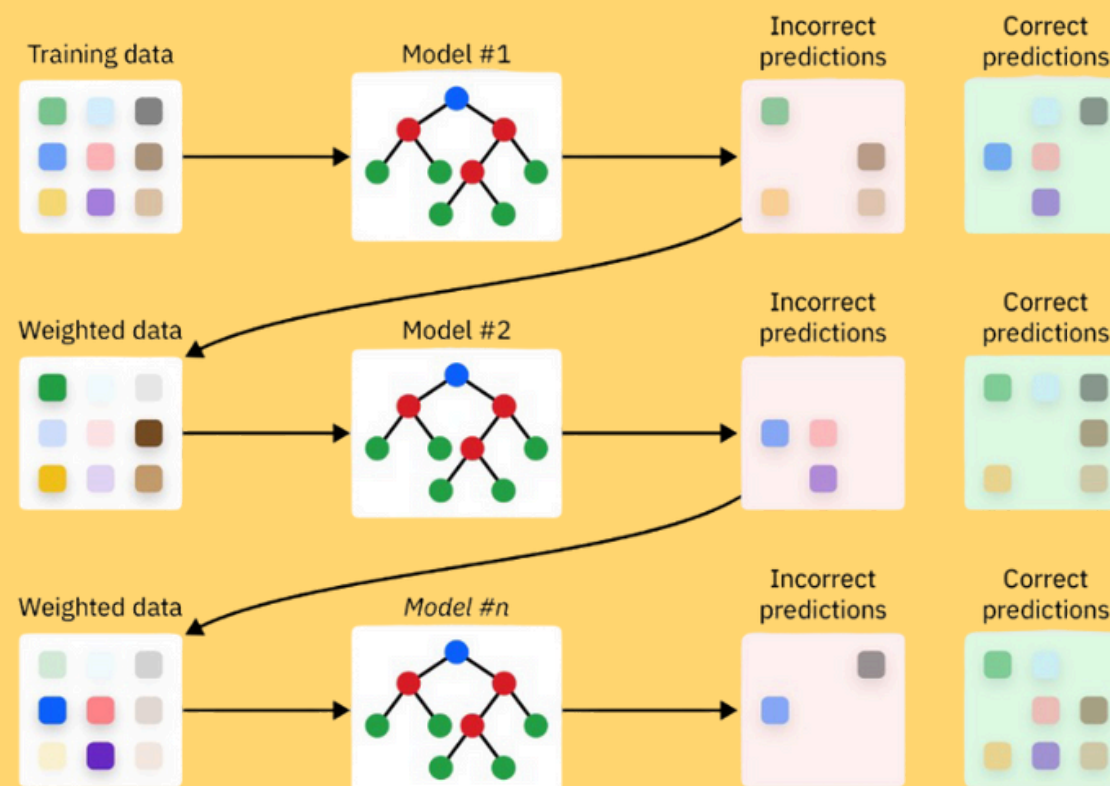 Training data
Model #1
Incorrect
predictions
Correct
predictions
Weighted data
Model #2
Incorrect
predictions
Correct
predictions
Weighted data
Model #n
Incorrect
predictions
Correct
predictions